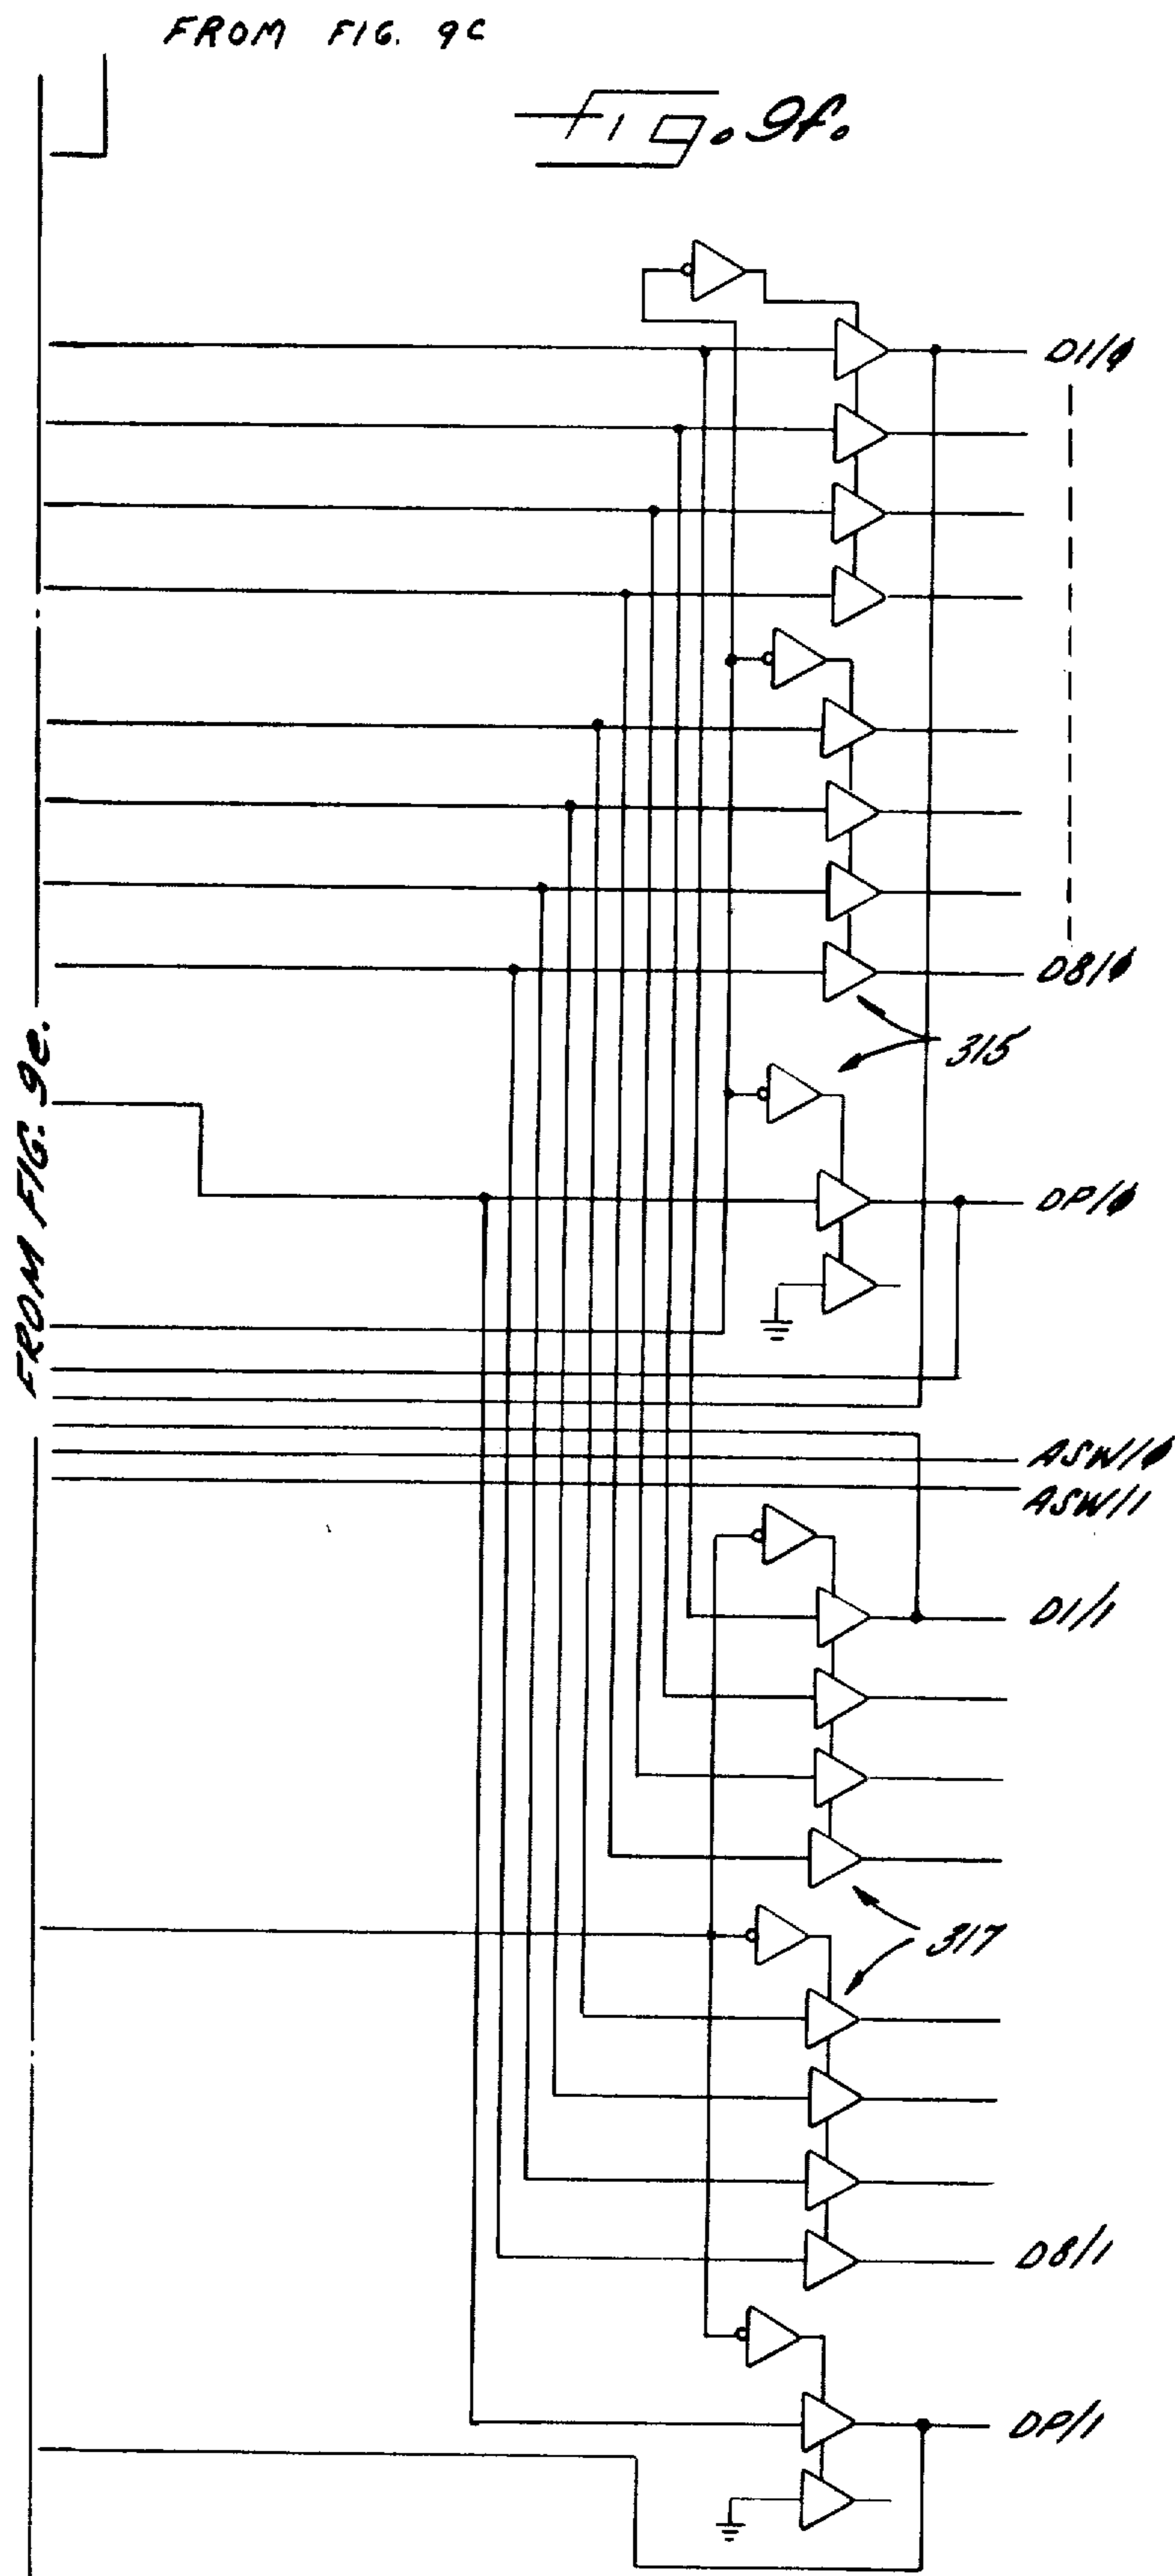 FROM FIG. 9C
Fig. 9f.
D1/φ
D8/φ
315
FROM FIG. 9e.
DP/φ
ASW/φ
ASW/1
D1/1
317
D8/1
DP/1